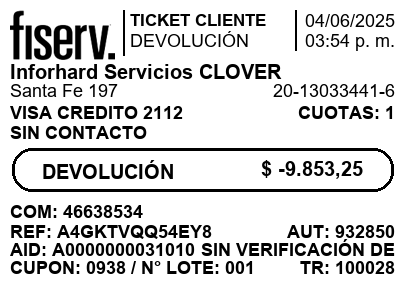 fiserv.
TICKET CLIENTE
DEVOLUCIÓN
04/06/2025
03:54 p. m.
Inforhard Servicios CLOVER
Santa Fe 197 20-13033441-6
VISA CREDITO 2112 CUOTAS: 1
SIN CONTACTO
DEVOLUCIÓN $ -9.853,25
COM: 46638534
REF: A4GKTVQQ54EY8 AUT: 932850
AID: A0000000031010 SIN VERIFICACIÓN DE
CUPON: 0938 / N° LOTE: 001 TR: 100028